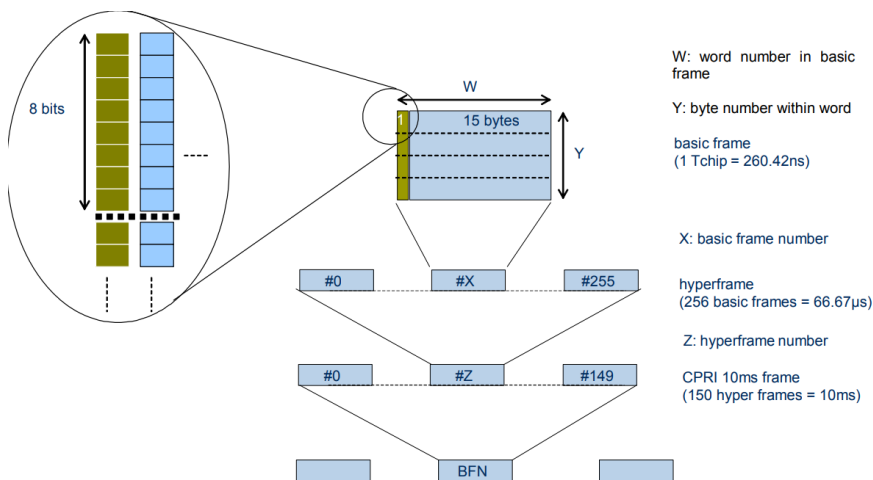 W: word number in basic
frame
W
8 bits
Y: byte number within word
1
15 bytes
Y
basic frame
(1 Tchip = 260.42ns)
X: basic frame number
#0
#X
#255
hyperframe
(256 basic frames = 66.67µs)
Z: hyperframe number
#0
#Z
#149
CPRI 10ms frame
(150 hyper frames = 10ms)
BFN